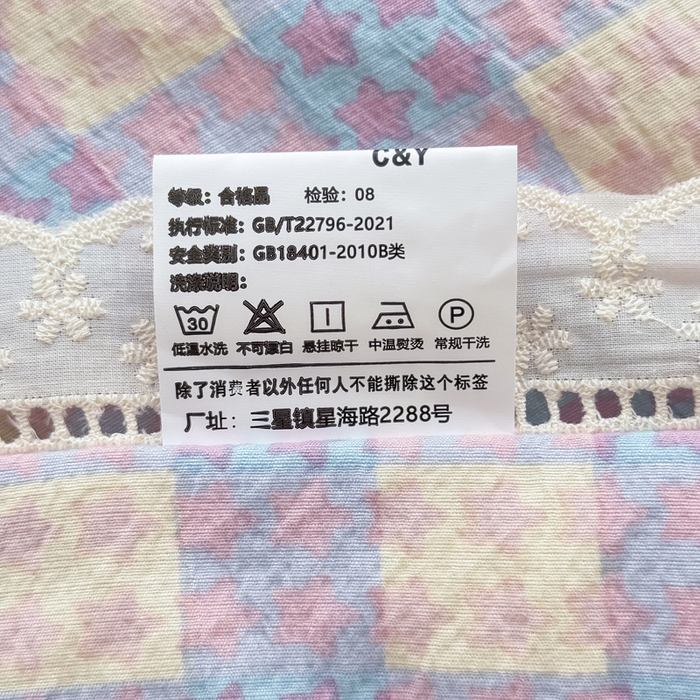 C&Y
等级：合格品 检验：08
执行标准：GB/T22796-2021
安全类别：GB18401-2010B类
洗涤说明：
30 P
低温水洗 不可漂白 悬挂晾干 中温熨烫 常规干洗
除了消费者以外任何人不能撕除这个标签
厂址：三星镇星海路2288号